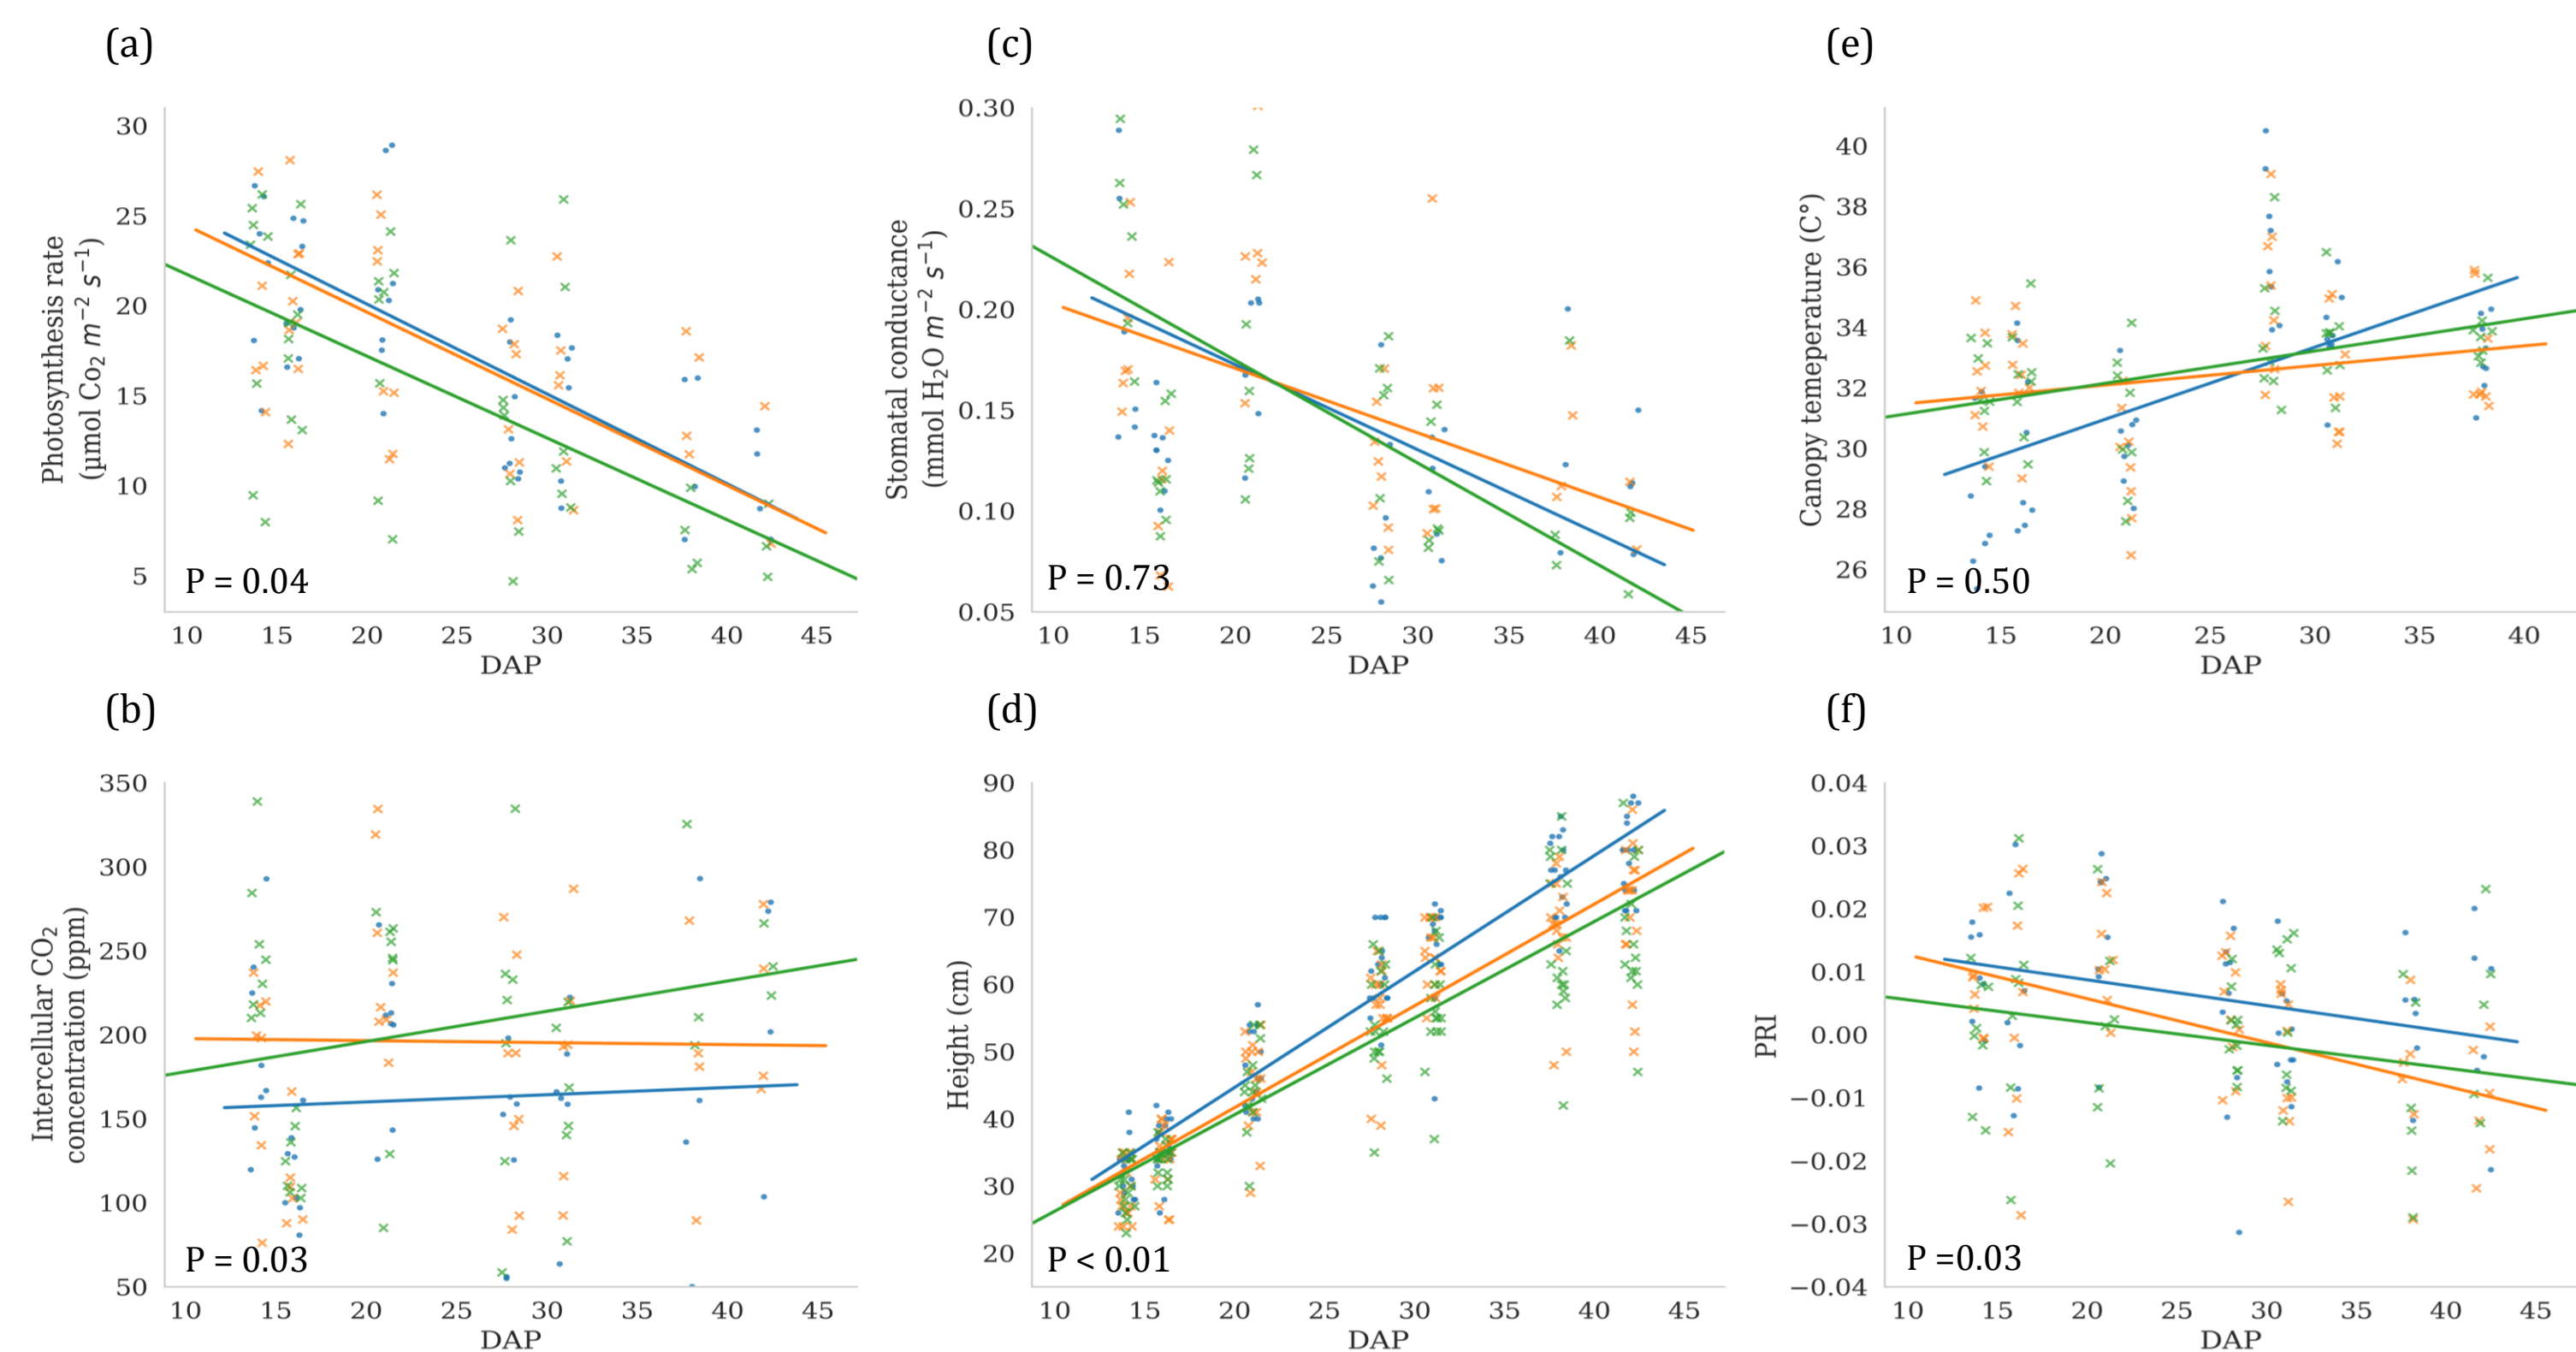 (a)
30
25
20
15
10
5
Photosynthesis rate
(μmol Co₂ m⁻² s⁻¹)
P = 0.04
10 15 20 25 30 35 40 45
DAP
(c)
0.30
0.25
0.20
0.15
0.10
0.05
Stomatal conductance
(mmol H₂O m⁻² s⁻¹)
P = 0.73
10 15 20 25 30 35 40 45
DAP
(e)
40
38
36
34
32
30
28
26
Canopy temeperature (C°)
P = 0.50
10 15 20 25 30 35 40
DAP
(b)
350
300
250
200
150
100
50
Intercellular CO₂
concentration (ppm)
P = 0.03
10 15 20 25 30 35 40 45
DAP
(d)
90
80
70
60
50
40
30
20
Height (cm)
P < 0.01
10 15 20 25 30 35 40 45
DAP
(f)
0.04
0.03
0.02
0.01
0.00
−0.01
−0.02
−0.03
−0.04
PRI
P =0.03
10 15 20 25 30 35 40 45
DAP